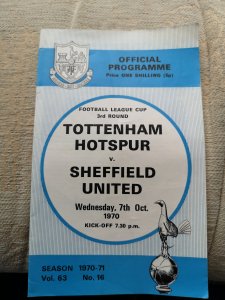 OFFICIAL
PROGRAMME
Price ONE SHILLING (5p)
FOOTBALL LEAGUE CUP
3rd ROUND
TOTTENHAM
HOTSPUR
v.
SHEFFIELD
UNITED
Wednesday, 7th Oct.
1970
KICK-OFF 7.30 p.m.
SEASON 1970-71
Vol. 63 No. 16